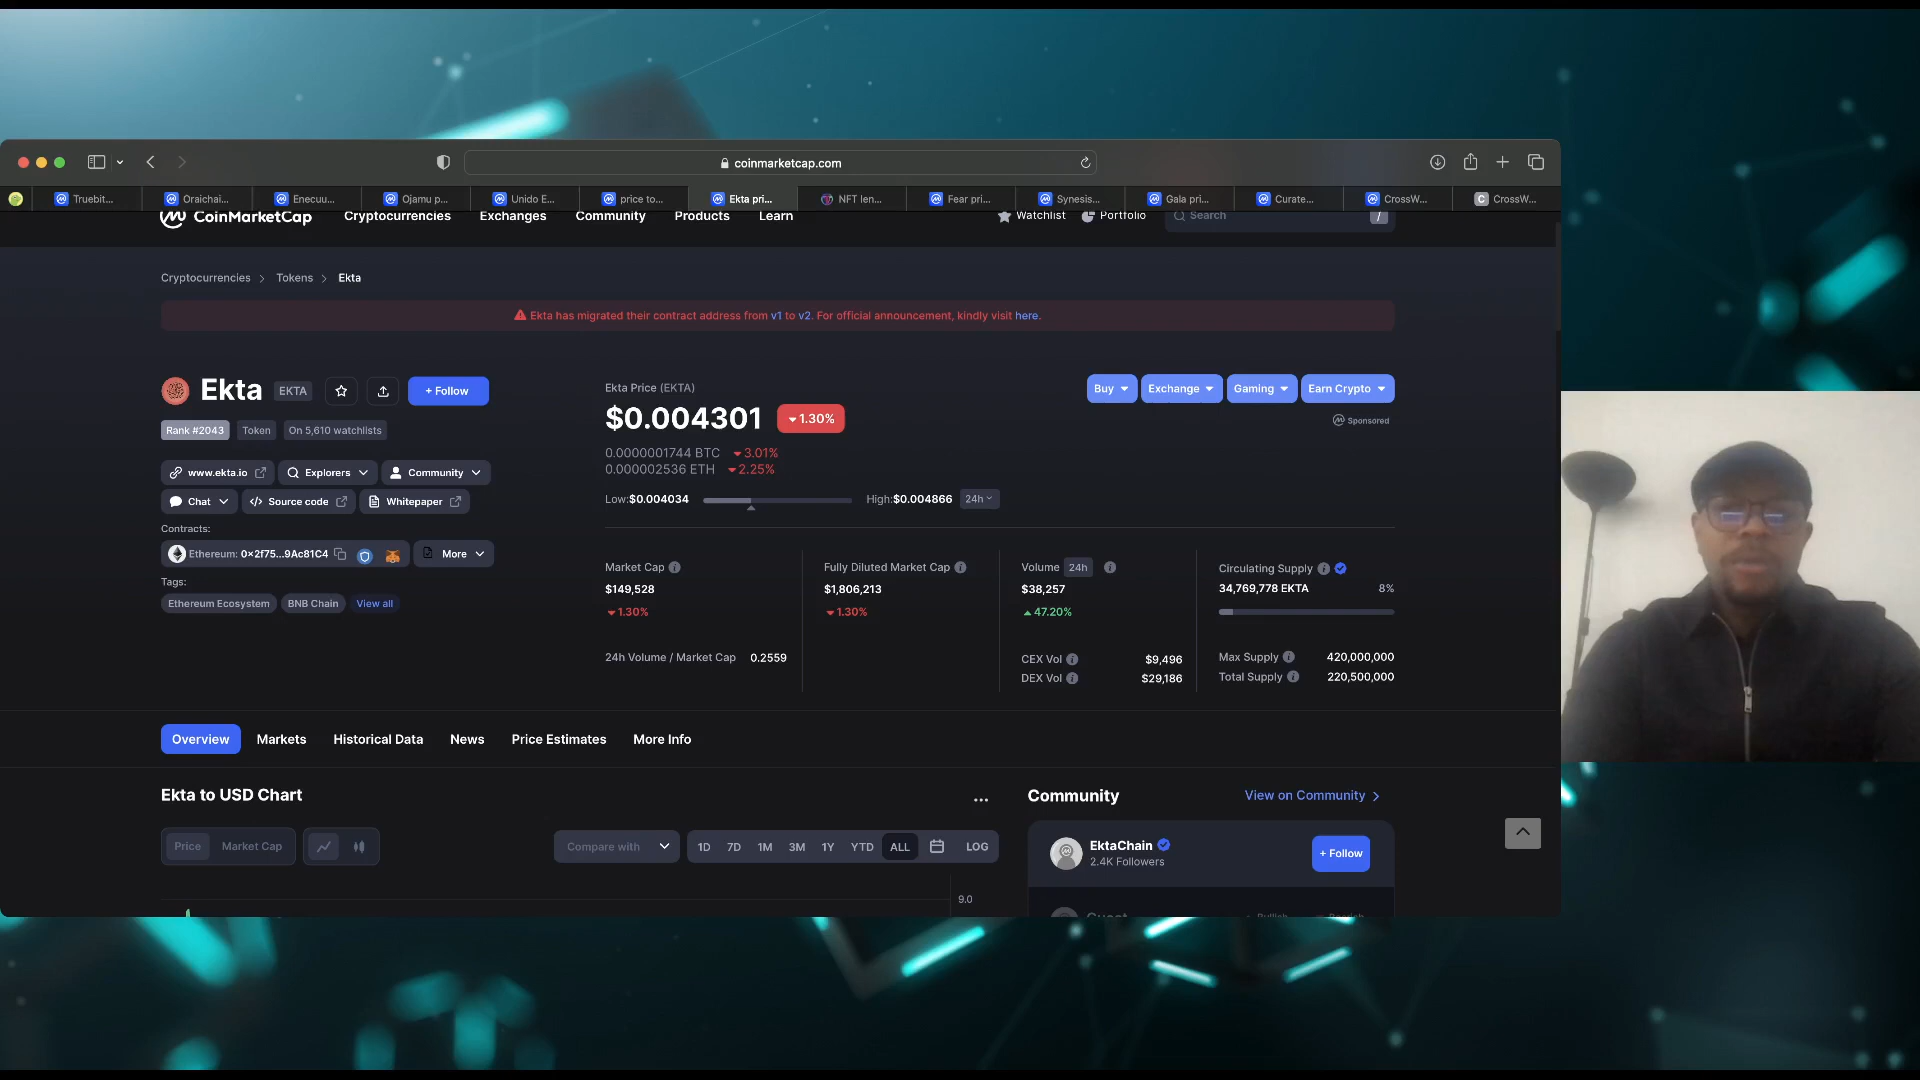 coinmarketcap.com
Truebit...
Oraichai...
Enecuu...
Ojamu p...
Unido E...
price to...
Ekta pri...
NFT len...
Fear pri...
Synesis...
Gala pri...
Curate...
CrossW...
C CrossW...
CoinMarketCap
Cryptocurrencies
Exchanges
Community
Products
Learn
Watchlist
Portfolio
Search
/
Cryptocurrencies > Tokens > Ekta
Ekta has migrated their contract address from v1 to v2. For official announcement, kindly visit here.
Ekta EKTA
+ Follow
Rank #2043
Token
On 5,610 watchlists
www.ekta.io
Explorers
Community
Chat
Source code
Whitepaper
Contracts:
Ethereum: 0x2f75...9Ac81C4
More
Tags:
Ethereum Ecosystem
BNB Chain
View all
Ekta Price (EKTA)
$0.004301
1.30%
0.0000001744 BTC 3.01%
0.000002536 ETH 2.25%
Low:$0.004034
High:$0.004866
24h
Buy
Exchange
Gaming
Earn Crypto
Sponsored
Market Cap
$149,528
1.30%
24h Volume / Market Cap 0.2559
Fully Diluted Market Cap
$1,806,213
1.30%
Volume 24h
$38,257
47.20%
CEX Vol $9,496
DEX Vol $29,186
Circulating Supply
34,769,778 EKTA 8%
Max Supply 420,000,000
Total Supply 220,500,000
Overview
Markets
Historical Data
News
Price Estimates
More Info
Ekta to USD Chart
Price
Market Cap
Compare with
1D
7D
1M
3M
1Y
YTD
ALL
LOG
9.0
Community
View on Community >
EktaChain
2.4K Followers
+ Follow